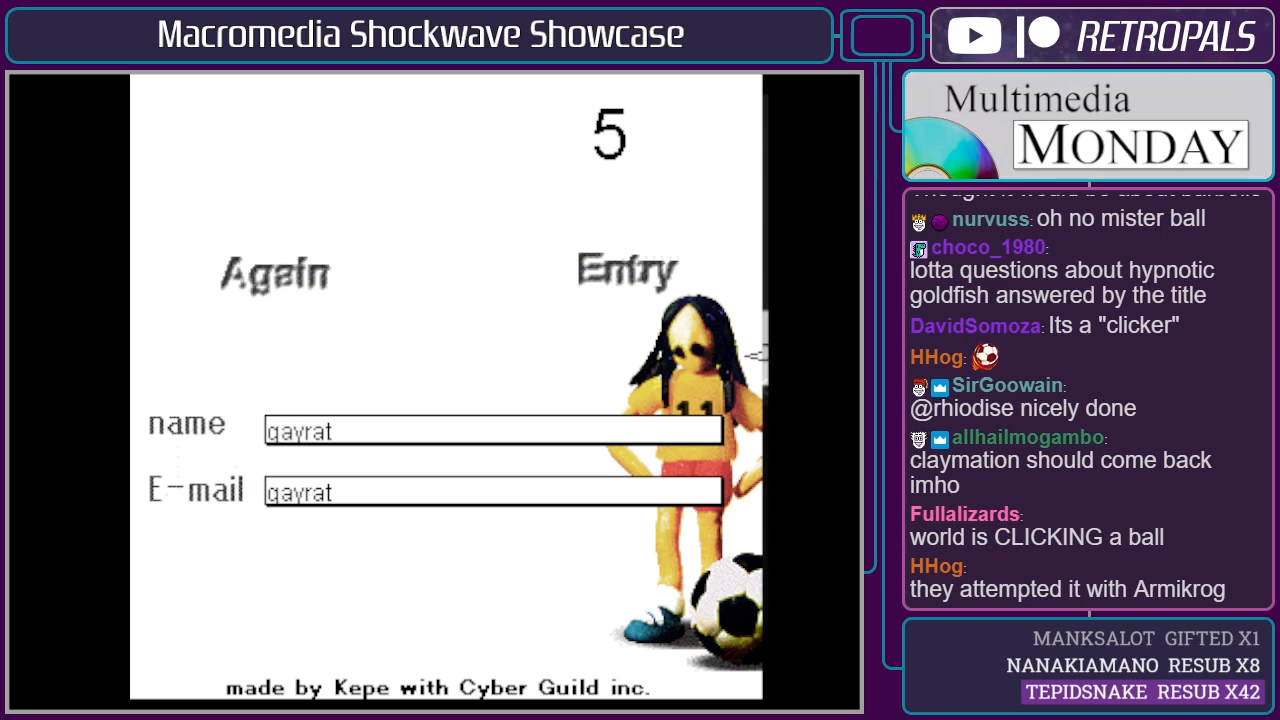 Macromedia Shockwave Showcase
RETROPALS
Multimedia
MONDAY
5
Again
Entry
11
name
gayrat
E-mail
gayrat
made by Kepe with Cyber Guild inc.
nurvuss: oh no mister ball
choco_1980:
lotta questions about hypnotic
goldfish answered by the title
DavidSomoza: Its a "clicker"
HHog:
SirGoowain:
@rhiodise nicely done
allhailmogambo:
claymation should come back
imho
Fullalizards:
world is CLICKING a ball
HHog:
they attempted it with Armikrog
MANKSALOT GIFTED X1
NANAKIAMANO RESUB X8
TEPIDSNAKE RESUB X42